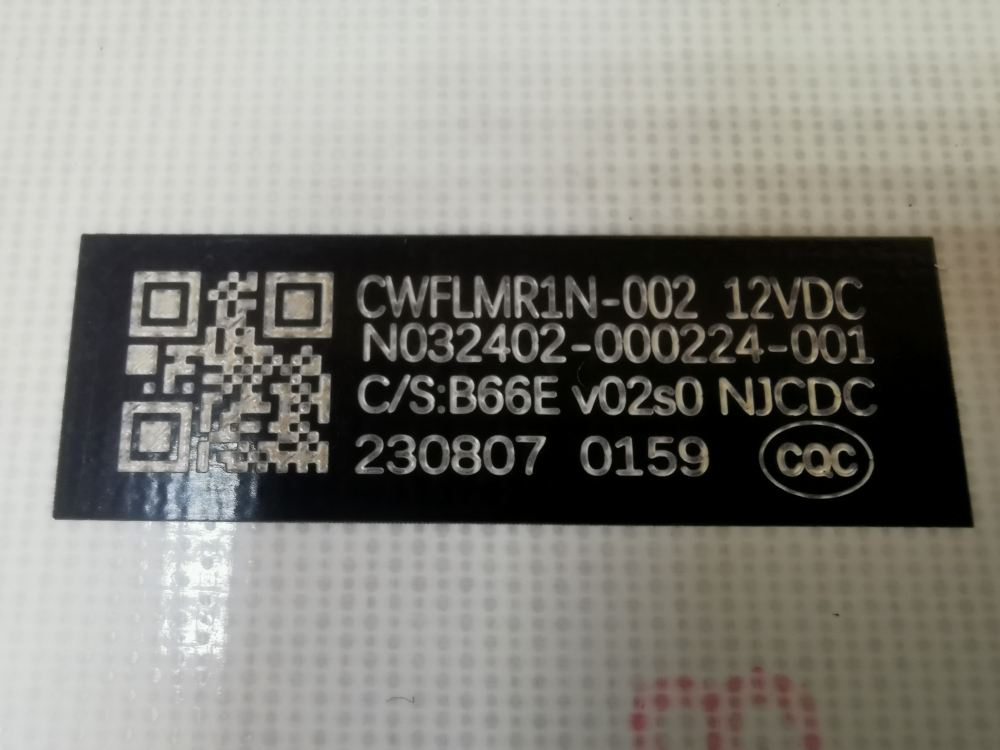 CWFLMR1N-002 12VDC
N032402-000224-001
C/S:B66E v02s0 NJCDC
230807 0159 CQC